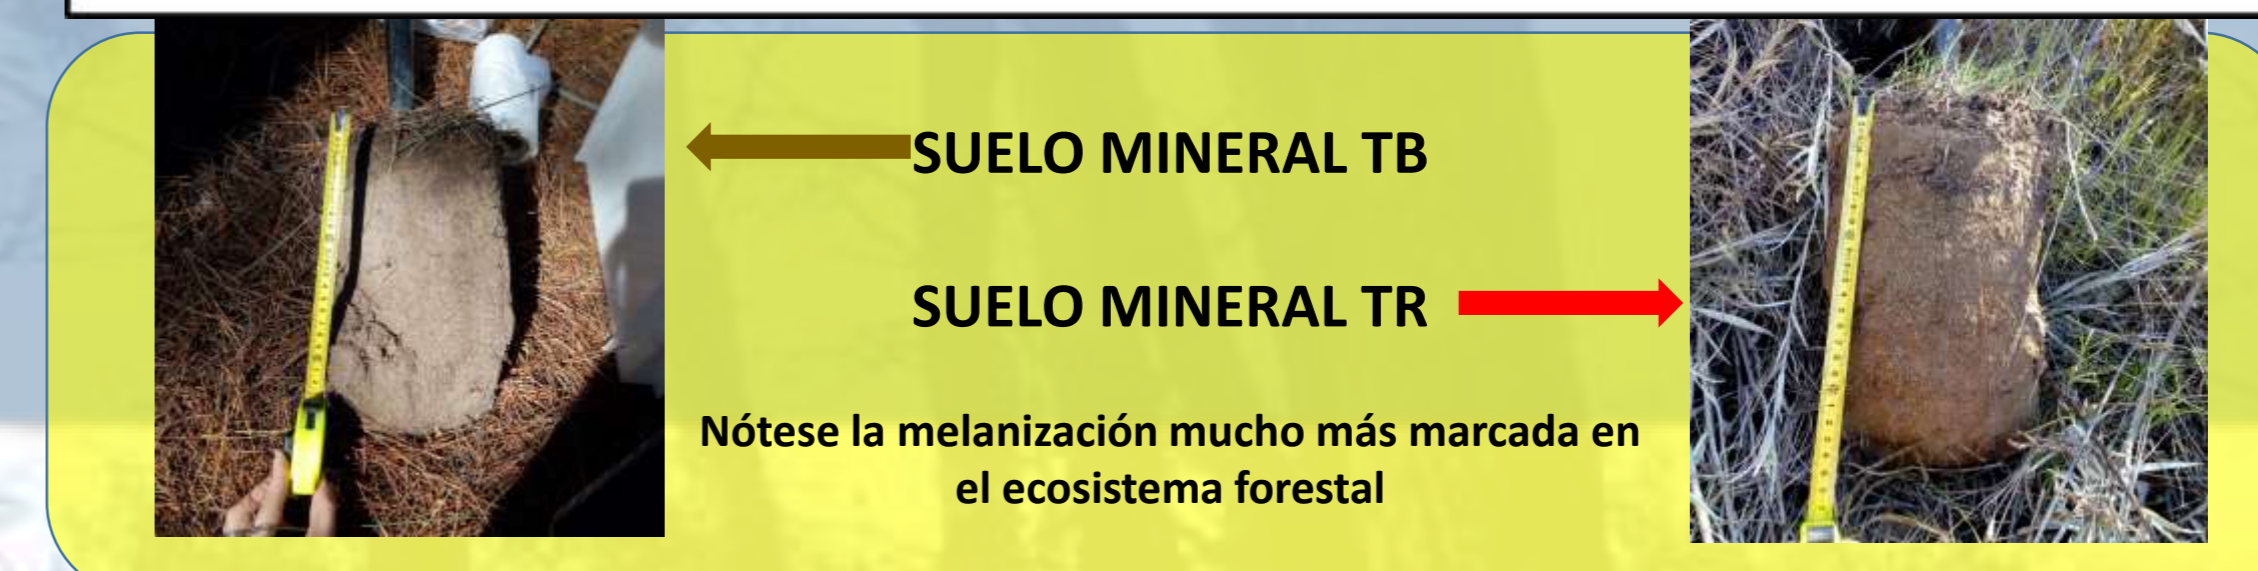 SUELO MINERAL TB
SUELO MINERAL TR
Nótese la melanización mucho más marcada en
el ecosistema forestal